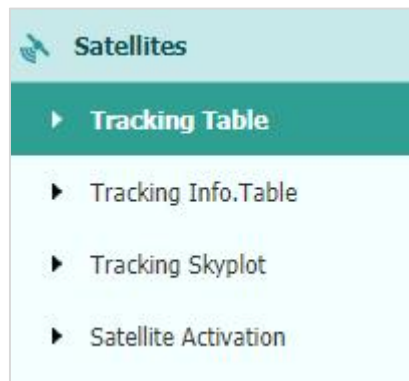 Satellites
Tracking Table
Tracking Info.Table
Tracking Skyplot
Satellite Activation